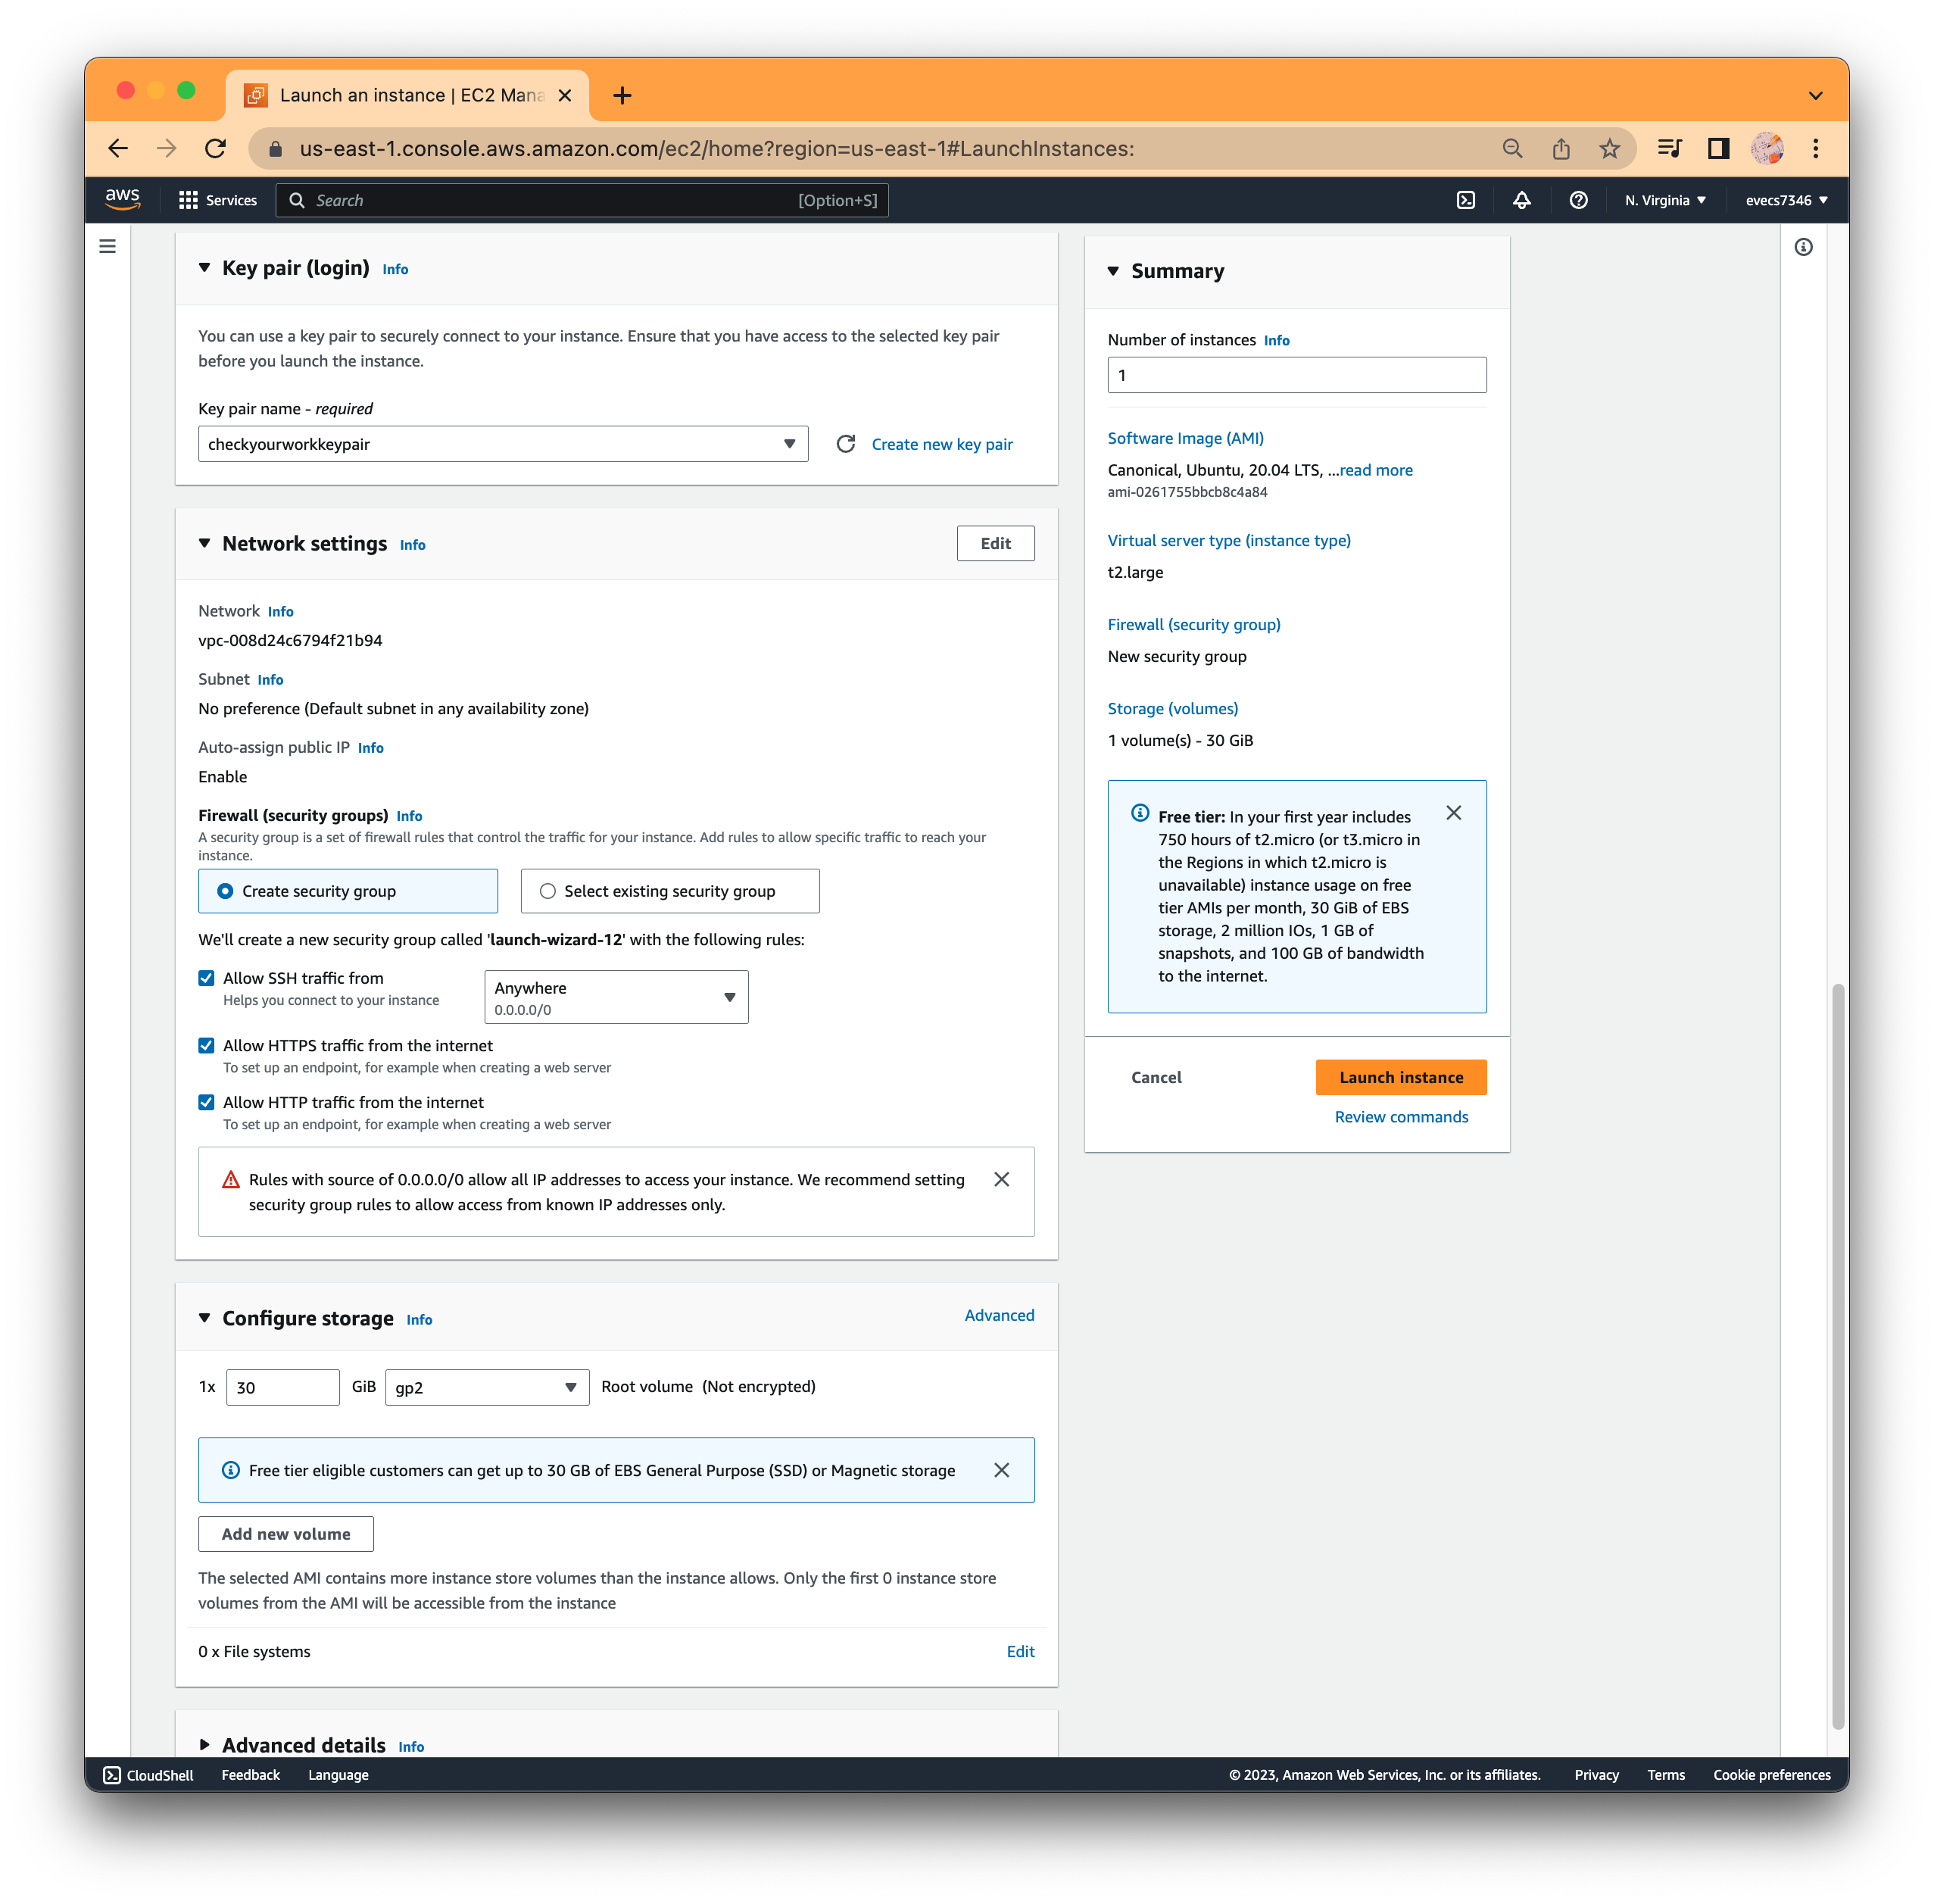 Launch an instance | EC2 Mana
us-east-1.console.aws.amazon.com/ec2/home?region=us-east-1#LaunchInstances:
aws
Services
Search
[Option+S]
N. Virginia
evecs7346
Key pair (login) Info
You can use a key pair to securely connect to your instance. Ensure that you have access to the selected key pair
before you launch the instance.
Key pair name - required
checkyourworkkeypair
Create new key pair
Network settings Info
Edit
Network Info
vpc-008d24c6794f21b94
Subnet Info
No preference (Default subnet in any availability zone)
Auto-assign public IP Info
Enable
Firewall (security groups) Info
A security group is a set of firewall rules that control the traffic for your instance. Add rules to allow specific traffic to reach your
instance.
Create security group
Select existing security group
We'll create a new security group called 'launch-wizard-12' with the following rules:
Allow SSH traffic from
Helps you connect to your instance
Anywhere
0.0.0.0/0
Allow HTTPS traffic from the internet
To set up an endpoint, for example when creating a web server
Allow HTTP traffic from the internet
To set up an endpoint, for example when creating a web server
Rules with source of 0.0.0.0/0 allow all IP addresses to access your instance. We recommend setting
security group rules to allow access from known IP addresses only.
Configure storage Info
Advanced
1x 30 GiB gp2 Root volume (Not encrypted)
Free tier eligible customers can get up to 30 GB of EBS General Purpose (SSD) or Magnetic storage
Add new volume
The selected AMI contains more instance store volumes than the instance allows. Only the first 0 instance store
volumes from the AMI will be accessible from the instance
0 x File systems
Edit
Advanced details Info
Summary
Number of instances Info
1
Software Image (AMI)
Canonical, Ubuntu, 20.04 LTS, ...read more
ami-0261755bbcb8c4a84
Virtual server type (instance type)
t2.large
Firewall (security group)
New security group
Storage (volumes)
1 volume(s) - 30 GiB
Free tier: In your first year includes
750 hours of t2.micro (or t3.micro in
the Regions in which t2.micro is
unavailable) instance usage on free
tier AMIs per month, 30 GiB of EBS
storage, 2 million IOs, 1 GB of
snapshots, and 100 GB of bandwidth
to the internet.
Cancel
Launch instance
Review commands
CloudShell
Feedback
Language
© 2023, Amazon Web Services, Inc. or its affiliates.
Privacy
Terms
Cookie preferences